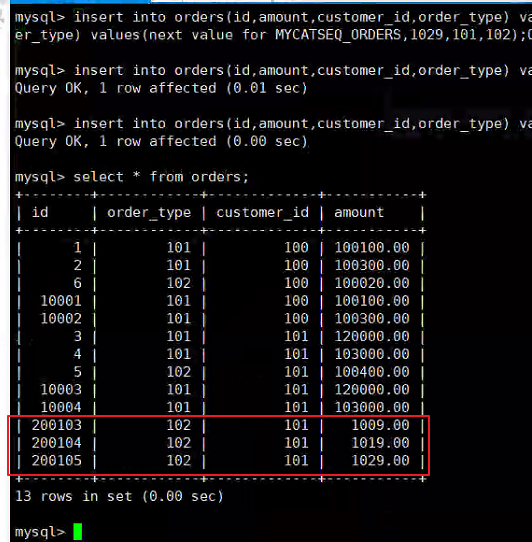 mysql> insert into orders(id,amount,customer_id,order_type) va
er_type) values(next value for MYCATSEQ_ORDERS,1029,101,102);
mysql> insert into orders(id,amount,customer_id,order_type) va
Query OK, 1 row affected (0.01 sec)
mysql> insert into orders(id,amount,customer_id,order_type) va
Query OK, 1 row affected (0.00 sec)
mysql> select * from orders;
+--------+------------+-------------+-----------+
| id     | order_type | customer_id | amount    |
+--------+------------+-------------+-----------+
|      1 |        101 |         100 | 100100.00 |
|      2 |        101 |         100 | 100300.00 |
|      6 |        102 |         100 | 100020.00 |
|  10001 |        101 |         100 | 100100.00 |
|  10002 |        101 |         100 | 100300.00 |
|      3 |        101 |         101 | 120000.00 |
|      4 |        101 |         101 | 103000.00 |
|      5 |        102 |         101 | 100400.00 |
|  10003 |        101 |         101 | 120000.00 |
|  10004 |        101 |         101 | 103000.00 |
| 200103 |        102 |         101 |   1009.00 |
| 200104 |        102 |         101 |   1019.00 |
| 200105 |        102 |         101 |   1029.00 |
+--------+------------+-------------+-----------+
13 rows in set (0.00 sec)
mysql>